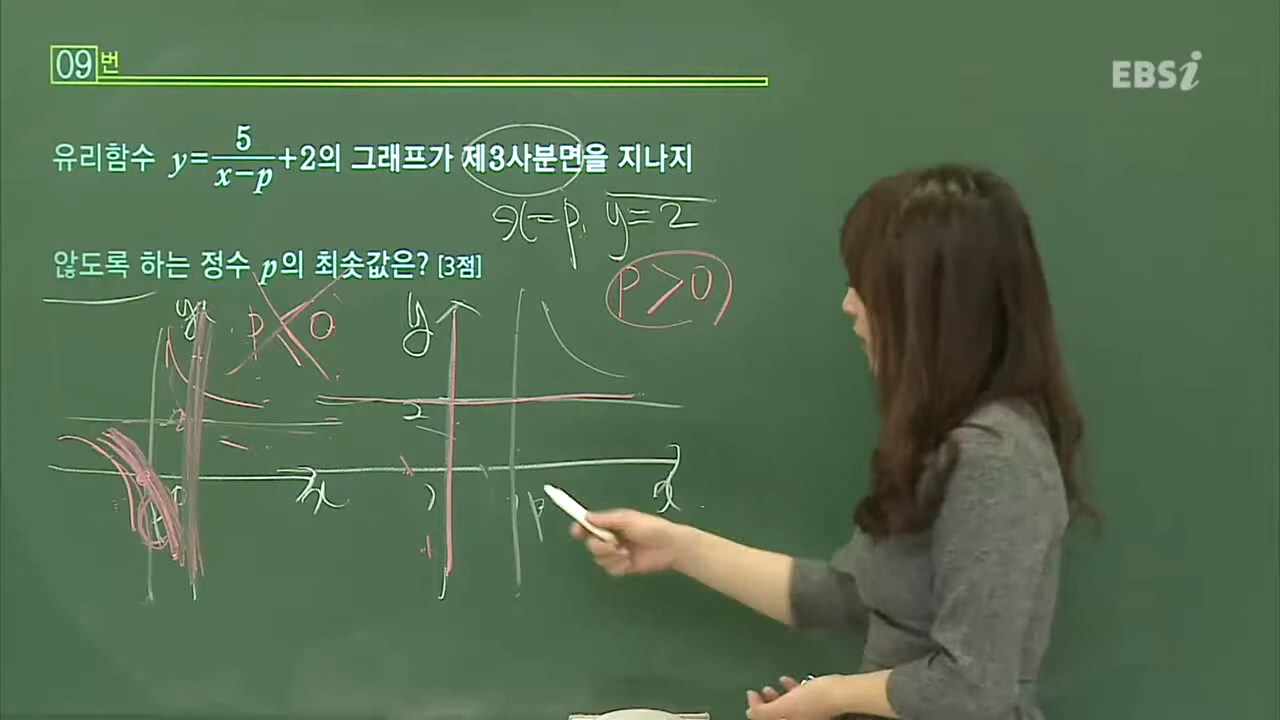 09번
EBSi
유리함수 y=5/(x-p)+2의 그래프가 제3사분면을 지나지
x=p, y=2
않도록 하는 정수 p의 최솟값은? [3점]
p>0
y
p<0
y
2
2
x
x
p